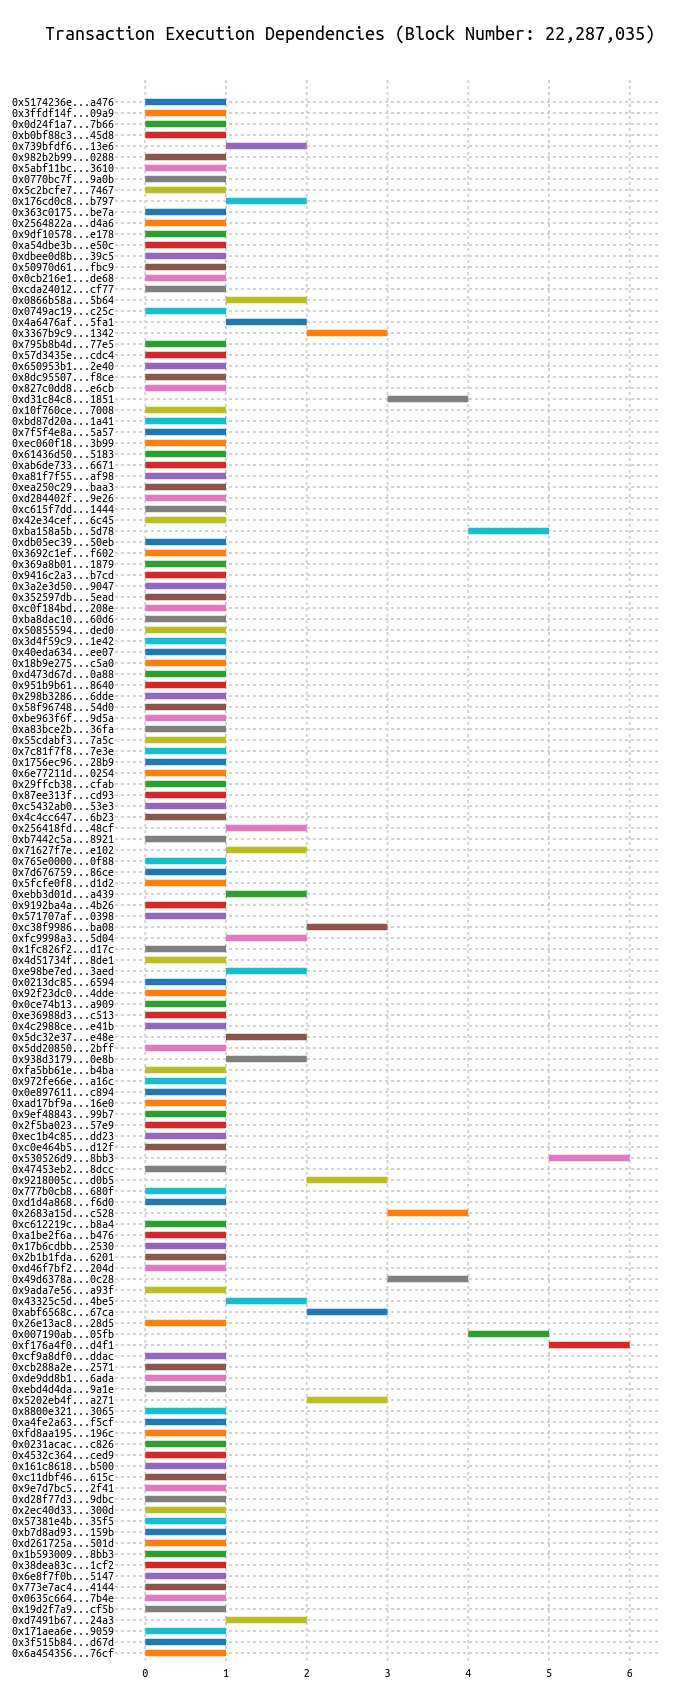 Transaction Execution Dependencies (Block Number: 22,287,035)
0x5174236e...a476
0x3ffdf14f...09a9
0x0d24f1a7...7b66
0xb0bf88c3...45d8
0x739bfdf6...13e6
0x982b2b99...0288
0x5abf11bc...3610
0x0770bc7f...9a0b
0x5c2bcfe7...7467
0x176cd0c8...b797
0x363c0175...be7a
0x2564822a...d4a6
0x9df10578...e178
0xa54dbe3b...e50c
0xdbee0d8b...39c5
0x50970d61...fbc9
0x0cb216e1...de68
0xcda24012...cf77
0x0866b58a...5b64
0x0749ac19...c25c
0x4a6476af...5fa1
0x3367b9c9...1342
0x795b8b4d...77e5
0x57d3435e...cdc4
0x650953b1...2e40
0x8dc95507...f8ce
0x827c0dd8...e6cb
0xd31c84c8...1851
0x10f760ce...7008
0xbd87d20a...1a41
0x7f5f4e8a...5a57
0xec060f18...3b99
0x61436d50...5183
0xab6de733...6671
0xa81f7f55...af98
0xea250c29...baa3
0xd284402f...9e26
0xc615f7dd...1444
0x42e34cef...6c45
0xba158a5b...5d78
0xdb05ec39...50eb
0x3692c1ef...f602
0x369a8b01...1879
0x9416c2a3...b7cd
0x3a2e3d50...9047
0x352597db...5ead
0xc0f184bd...208e
0xba8dac10...60d6
0x50855594...ded0
0x3d4f59c9...1e42
0x40eda634...ee07
0x18b9e275...c5a0
0xd473d67d...0a88
0x951b9b61...8640
0x298b3286...6dde
0x58f96748...54d0
0xbe963f6f...9d5a
0xa83bce2b...36fa
0x55cdabf3...7a5c
0x7c81f7f8...7e3e
0x1756ec96...28b9
0x6e77211d...0254
0x29ffcb38...cfab
0x87ee313f...cd93
0xc5432ab0...53e3
0x4c4cc647...6b23
0x256418fd...48cf
0xb7442c5a...8921
0x71627f7e...e102
0x765e0000...0f88
0x7d676759...86ce
0x5fcfe0f8...d1d2
0xebb3d01d...a439
0x9192ba4a...4b26
0x571707af...0398
0xc38f9986...ba08
0xfc9998a3...5d04
0x1fc826f2...d17c
0x4d51734f...8de1
0xe98be7ed...3aed
0x0213dc85...6594
0x92f23dc0...4dde
0x0ce74b13...a909
0xe36988d3...c513
0x4c2988ce...e41b
0x5dc32e37...e48e
0x5dd20850...2bff
0x938d3179...0e8b
0xfa5bb61e...b4ba
0x972fe66e...a16c
0x0e897611...c894
0xad17bf9a...16e0
0x9ef48843...99b7
0x2f5ba023...57e9
0xec1b4c85...dd23
0xc0e464b5...d12f
0x530526d9...8bb3
0x47453eb2...8dcc
0x9218005c...d0b5
0x777b0cb8...680f
0xd1d4a868...f6d0
0x2683a15d...c528
0xc612219c...b8a4
0xa1be2f6a...b476
0x17b6cdbb...2530
0x2b1b1fda...6201
0xd46f7bf2...204d
0x49d6378a...0c28
0x9ada7e56...a93f
0x43325c5d...4be5
0xabf6568c...67ca
0x26e13ac8...28d5
0x007190ab...05fb
0xf176a4f0...d4f1
0xcf9a8df0...ddac
0xcb288a2e...2571
0xde9dd8b1...6ada
0xebd4d4da...9a1e
0x5202eb4f...a271
0x8800e321...3065
0xa4fe2a63...f5cf
0xfd8aa195...196c
0x0231acac...c826
0x4532c364...ced9
0x161c8618...b500
0xc11dbf46...615c
0x9e7d7bc5...2f41
0xd28f77d3...9dbc
0x2ec40d33...300d
0x57381e4b...35f5
0xb7d8ad93...159b
0xd261725a...501d
0x1b593009...8bb3
0x38dea83c...1cf2
0x6e8f7f0b...5147
0x773e7ac4...4144
0x0635c664...7b4e
0x19d2f7a9...cf5b
0xd7491b67...24a3
0x171aea6e...9059
0x3f515b84...d67d
0x6a454356...76cf
0 1 2 3 4 5 6